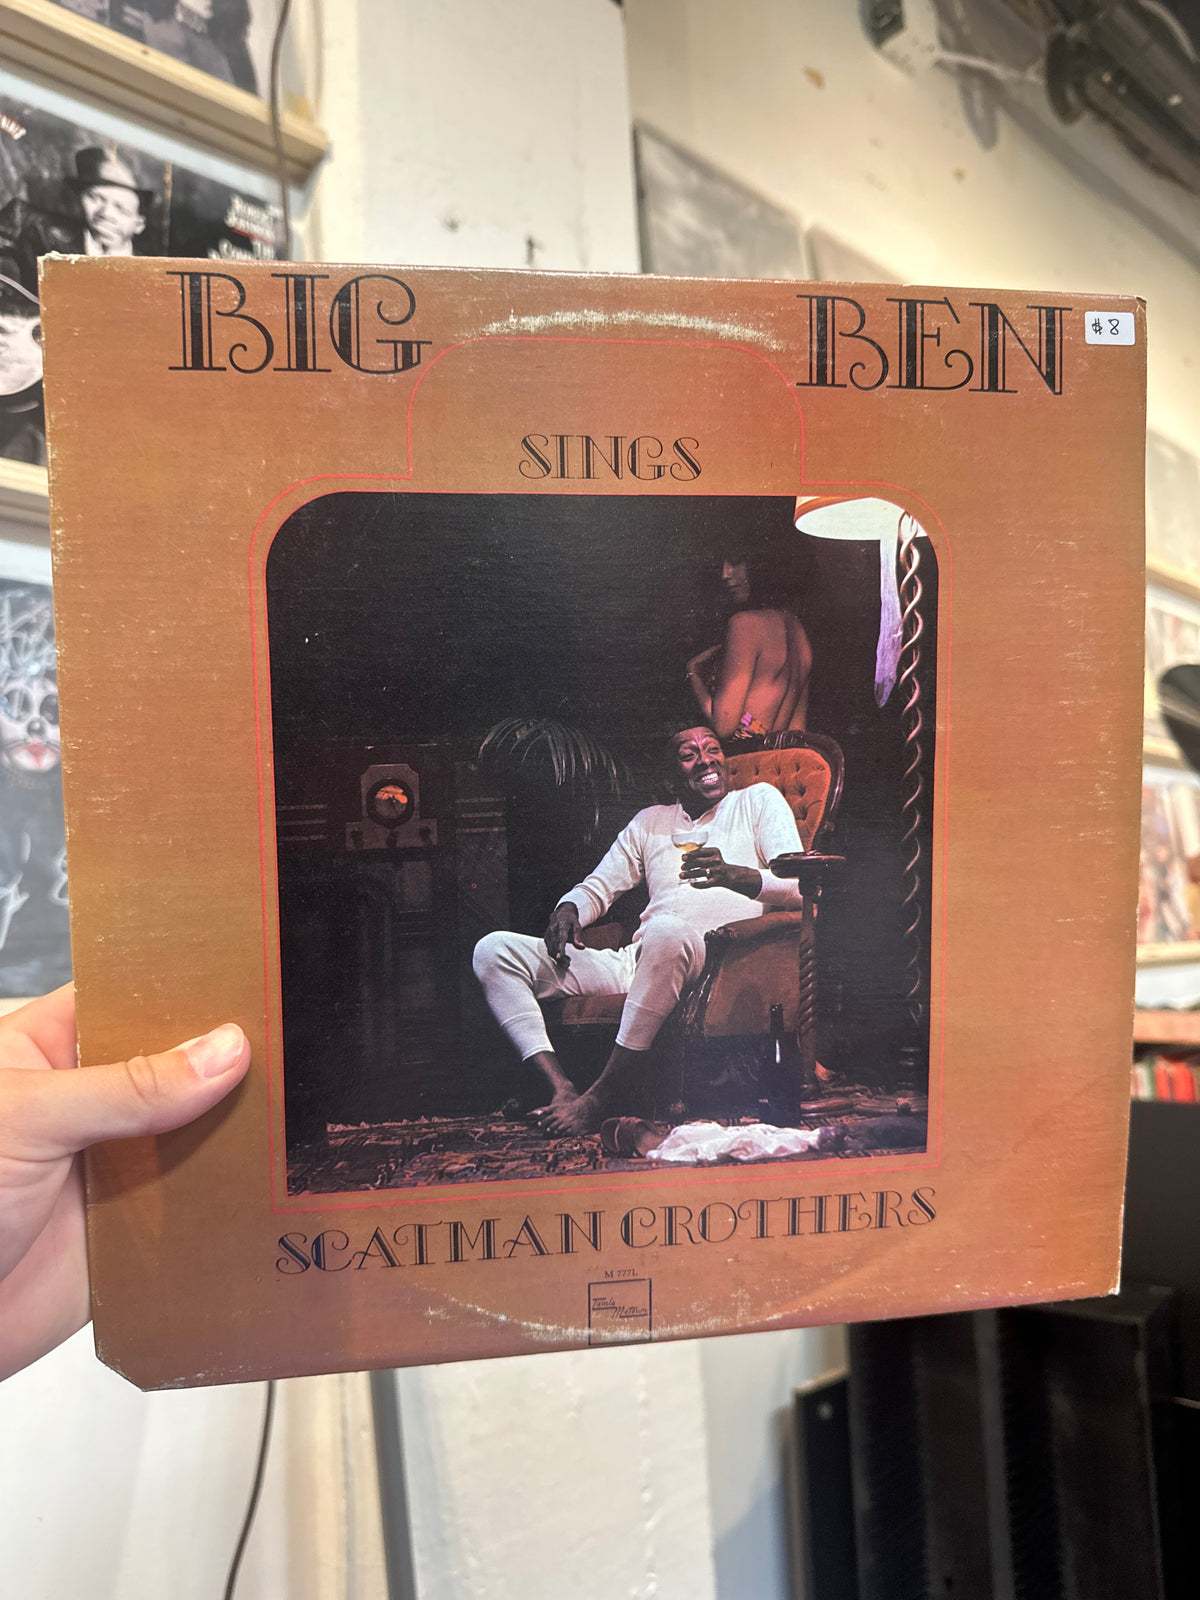 BIG BEN
$8
SINGS
SCATMAN CROTHERS
M 777L
Tamla
Motown